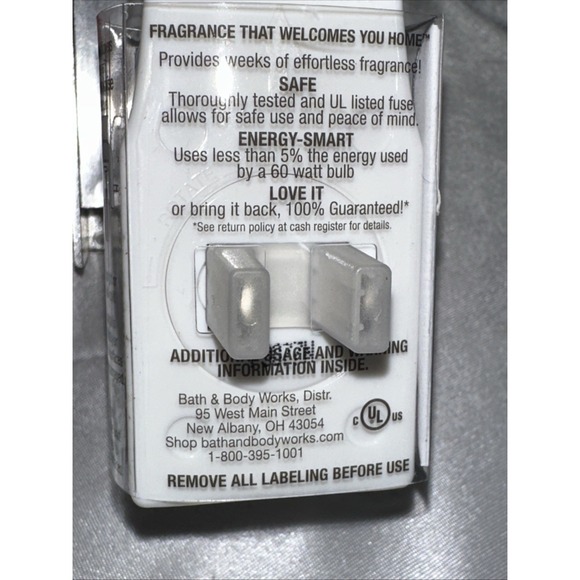 FRAGRANCE THAT WELCOMES YOU HOME™
Provides weeks of effortless fragrance!
SAFE
Thoroughly tested and UL listed fuse
allows for safe use and peace of mind.
ENERGY-SMART
Uses less than 5% the energy used
by a 60 watt bulb
LOVE IT
or bring it back, 100% Guaranteed!*
*See return policy at cash register for details.
AND
INFORMATION INSIDE.
Bath & Body Works, Distr.
95 West Main Street
New Albany, OH 43054
Shop bathandbodyworks.com
1-800-395-1001
C UL US
REMOVE ALL LABELING BEFORE USE